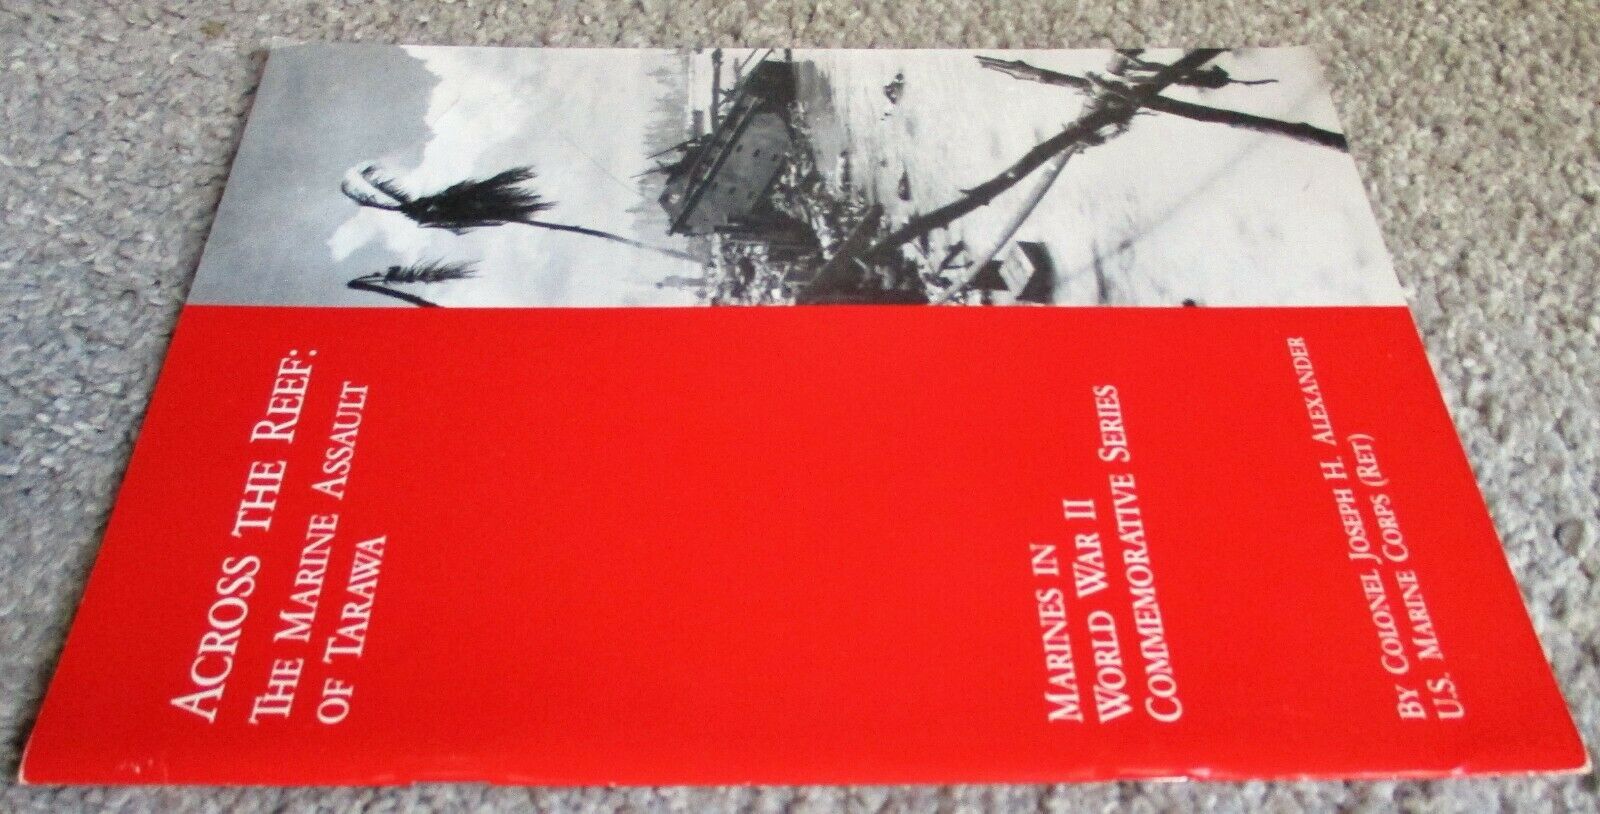 ACROSS THE REEF:
THE MARINE ASSAULT
OF TARAWA
MARINES IN
WORLD WAR II
COMMEMORATIVE SERIES
BY COLONEL JOSEPH H. ALEXANDER
U.S. MARINE CORPS (RET)